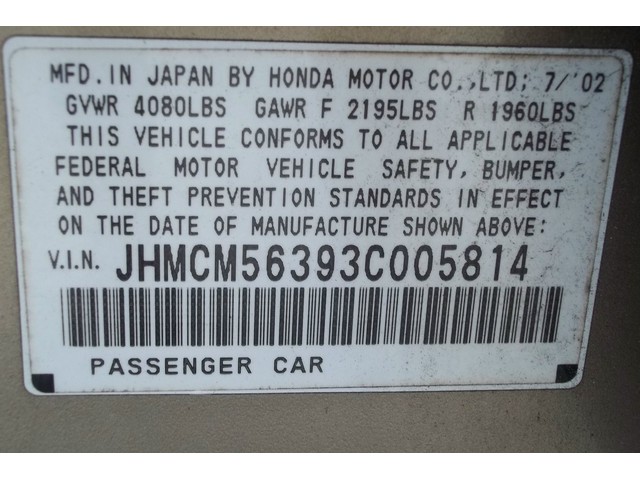 MFD. IN JAPAN BY HONDA MOTOR CO.,LTD; 7/'02
GVWR 4080LBS GAWR F 2195LBS R 1960LBS
THIS VEHICLE CONFORMS TO ALL APPLICABLE
FEDERAL MOTOR VEHICLE SAFETY, BUMPER,
AND THEFT PREVENTION STANDARDS IN EFFECT
ON THE DATE OF MANUFACTURE SHOWN ABOVE:
V.I.N. JHMCM56393C005814
PASSENGER CAR